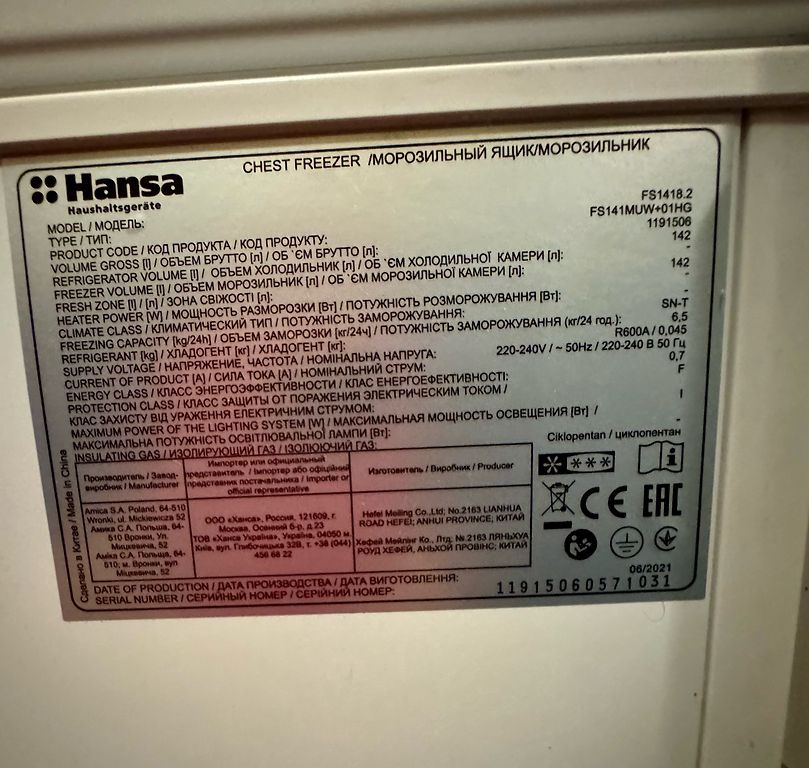 Hansa
Haushaltsgeräte
CHEST FREEZER /МОРОЗИЛЬНЫЙ ЯЩИК/МОРОЗИЛЬНИК
MODEL / МОДЕЛЬ: FS1418.2
TYPE / ТИП: FS141MUW+01HG
PRODUCT CODE / КОД ПРОДУКТА / КОД ПРОДУКТУ: 1191506
VOLUME GROSS [l] / ОБЪЕМ БРУТТО [л] / ОБ`ЄМ БРУТТО [л]: 142
REFRIGERATOR VOLUME [l] / ОБЪЕМ ХОЛОДИЛЬНИК [л] / ОБ`ЄМ ХОЛОДИЛЬНОЇ КАМЕРИ [л]: -
FREEZER VOLUME [l] / ОБЪЕМ МОРОЗИЛЬНИК [л] / ОБ`ЄМ МОРОЗИЛЬНОЇ КАМЕРИ [л]: 142
FRESH ZONE [l] / [л] / ЗОНА СВІЖОСТІ [л]: -
HEATER POWER [W] / МОЩНОСТЬ РАЗМОРОЗКИ [Вт] / ПОТУЖНІСТЬ РОЗМОРОЖУВАННЯ [Вт]: -
CLIMATE CLASS / КЛИМАТИЧЕСКИЙ ТИП / ПОТУЖНІСТЬ ЗАМОРОЖУВАННЯ: SN-T
FREEZING CAPACITY [kg/24h] / ОБЪЕМ ЗАМОРОЗКИ [кг/24ч] / ПОТУЖНІСТЬ ЗАМОРОЖУВАННЯ (кг/24 год.): 6,5
REFRIGERANT [kg] / ХЛАДОГЕНТ [кг] / ХЛАДОГЕНТ [кг]: R600A / 0,045
SUPPLY VOLTAGE / НАПРЯЖЕНИЕ, ЧАСТОТА / НОМІНАЛЬНА НАПРУГА: 220-240V / ~ 50Hz / 220-240 В 50 Гц
CURRENT OF PRODUCT [A] / СИЛА ТОКА [A] / НОМІНАЛЬНИЙ СТРУМ: 0,7
ENERGY CLASS / КЛАСС ЭНЕРГОЭФФЕКТИВНОСТИ / КЛАС ЕНЕРГОЕФЕКТИВНОСТІ: F
PROTECTION CLASS / КЛАСС ЗАЩИТЫ ОТ ПОРАЖЕНИЯ ЭЛЕКТРИЧЕСКИМ ТОКОМ /
КЛАС ЗАХИСТУ ВІД УРАЖЕННЯ ЕЛЕКТРИЧНИМ СТРУМОМ: I
MAXIMUM POWER OF THE LIGHTING SYSTEM [W] / МАКСИМАЛЬНАЯ МОЩНОСТЬ ОСВЕЩЕНИЯ [Вт] /
МАКСИМАЛЬНА ПОТУЖНІСТЬ ОСВІТЛЮВАЛЬНОЇ ЛАМПИ [Вт]: -
INSULATING GAS / ИЗОЛИРУЮЩИЙ ГАЗ / ІЗОЛЮЮЧИЙ ГАЗ: Ciklopentan / циклопентан
Сделано в Китае / Made in China
Производитель / Завод-
виробник / Manufacturer
Импортер или официальный
представитель / Імпортер або офіційний
представник постачальника / Importer or
official representative
Изготовитель / Виробник / Producer
Amica S.A. Poland, 64-510
Wronki, ul. Mickiewicza 52
Амика С.А. Польша, 64-
510 Вронки, Ул.
Мицкевича, 52
Аміка С.А. Польща, 64-
510; м. Вронки, вул
Міцкевича, 52
ООО «Ханса», Россия, 121609, г.
Москва, Осенний б-р, д.23
ТОВ «Ханса Україна», Україна, 04050 м.
Київ, вул. Глибочицька 32В, т. +38 (044)
456 68 22
Hefei Meiling Co.,Ltd; No.2163 LIANHUA
ROAD HEFEI; ANHUI PROVINCE; КИТАЙ
Хефей Мейлінг Ко., Лтд; №.2163 ЛЯНЬХУА
РОУД ХЕФЕЙ, АНЬХОЙ ПРОВІНС; КИТАЙ
CE EAC
DATE OF PRODUCTION / ДАТА ПРОИЗВОДСТВА / ДАТА ВИГОТОВЛЕННЯ: 06/2021
SERIAL NUMBER / СЕРИЙНЫЙ НОМЕР / СЕРІЙНИЙ НОМЕР: 11915060571031